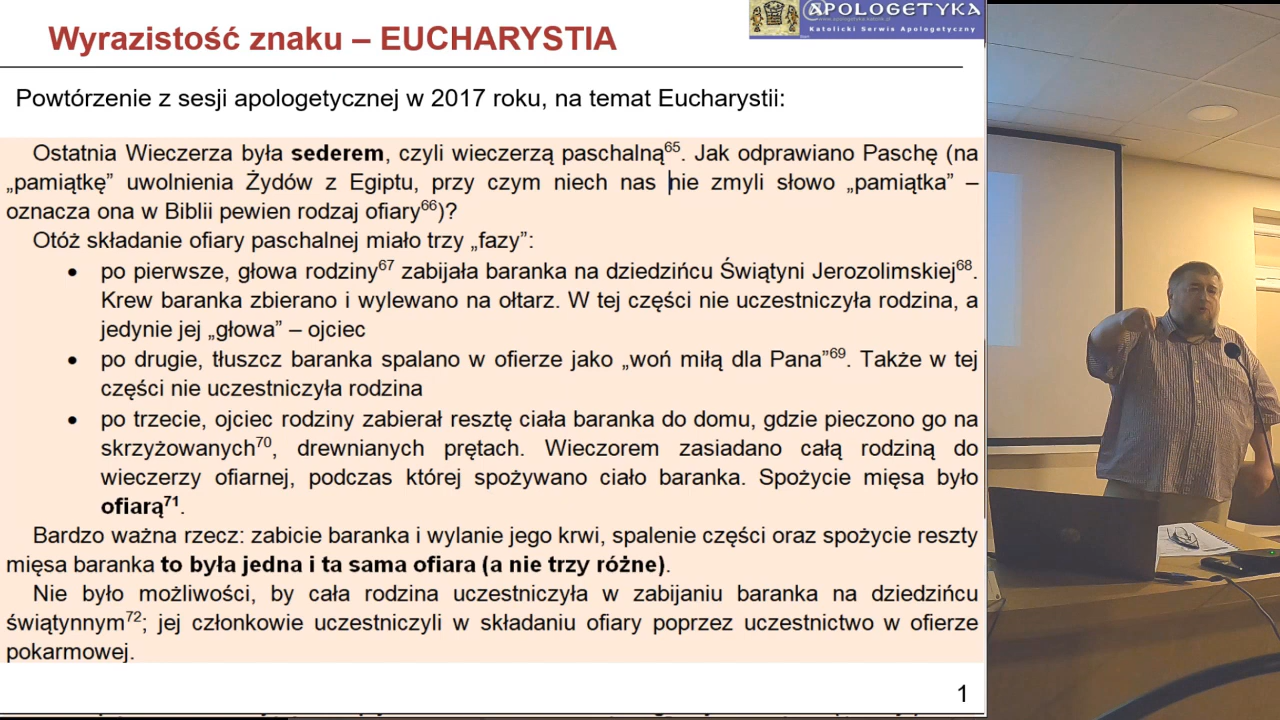 Wyrazistość znaku – EUCHARYSTIA
APOLOGETYKA
Katolicki Serwis Apologetyczny
Powtórzenie z sesji apologetycznej w 2017 roku, na temat Eucharystii:
Ostatnia Wieczerza była sederem, czyli wieczerzą paschalną65. Jak odprawiano Paschę (na
„pamiątkę” uwolnienia Żydów z Egiptu, przy czym niech nas nie zmyli słowo „pamiątka” –
oznacza ona w Biblii pewien rodzaj ofiary66)?
Otóż składanie ofiary paschalnej miało trzy „fazy”:
• po pierwsze, głowa rodziny67 zabijała baranka na dziedzińcu Świątyni Jerozolimskiej68.
Krew baranka zbierano i wylewano na ołtarz. W tej części nie uczestniczyła rodzina, a
jedynie jej „głowa” – ojciec
• po drugie, tłuszcz baranka spalano w ofierze jako „woń miłą dla Pana”69. Także w tej
części nie uczestniczyła rodzina
• po trzecie, ojciec rodziny zabierał resztę ciała baranka do domu, gdzie pieczono go na
skrzyżowanych70, drewnianych prętach. Wieczorem zasiadano całą rodziną do
wieczerzy ofiarnej, podczas której spożywano ciało baranka. Spożycie mięsa było
ofiarą71.
Bardzo ważna rzecz: zabicie baranka i wylanie jego krwi, spalenie części oraz spożycie reszty
mięsa baranka to była jedna i ta sama ofiara (a nie trzy różne).
Nie było możliwości, by cała rodzina uczestniczyła w zabijaniu baranka na dziedzińcu
świątynnym72; jej członkowie uczestniczyli w składaniu ofiary poprzez uczestnictwo w ofierze
pokarmowej.
1